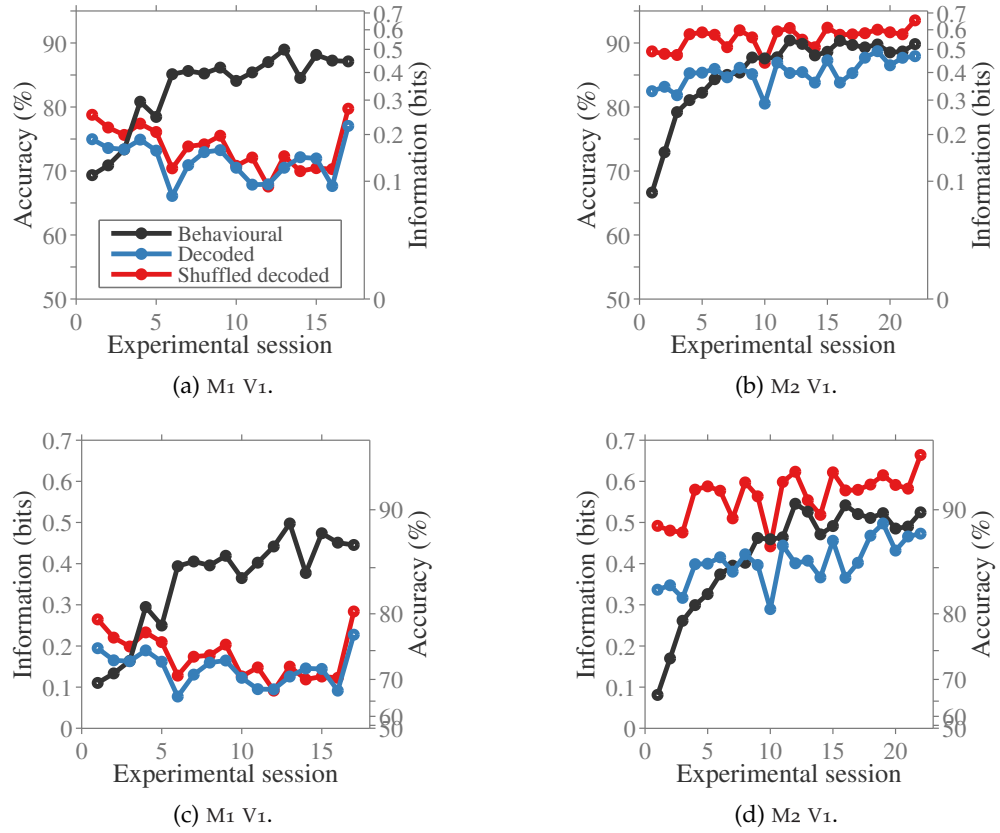 90
80
70
60
50
Accuracy (%)
0.7
0.6
0.5
0.4
0.3
0.2
0.1
0
Information (bits)
Behavioural
Decoded
Shuffled decoded
0 5 10 15
Experimental session
(a) M1 V1.
90
80
70
60
50
Accuracy (%)
0.7
0.6
0.5
0.4
0.3
0.2
0.1
0
Information (bits)
0 5 10 15 20
Experimental session
(b) M2 V1.
0.7
0.6
0.5
0.4
0.3
0.2
0.1
0
Information (bits)
90
80
70
60
50
Accuracy (%)
0 5 10 15
Experimental session
(c) M1 V1.
0.7
0.6
0.5
0.4
0.3
0.2
0.1
0
Information (bits)
90
80
70
60
50
Accuracy (%)
0 5 10 15 20
Experimental session
(d) M2 V1.